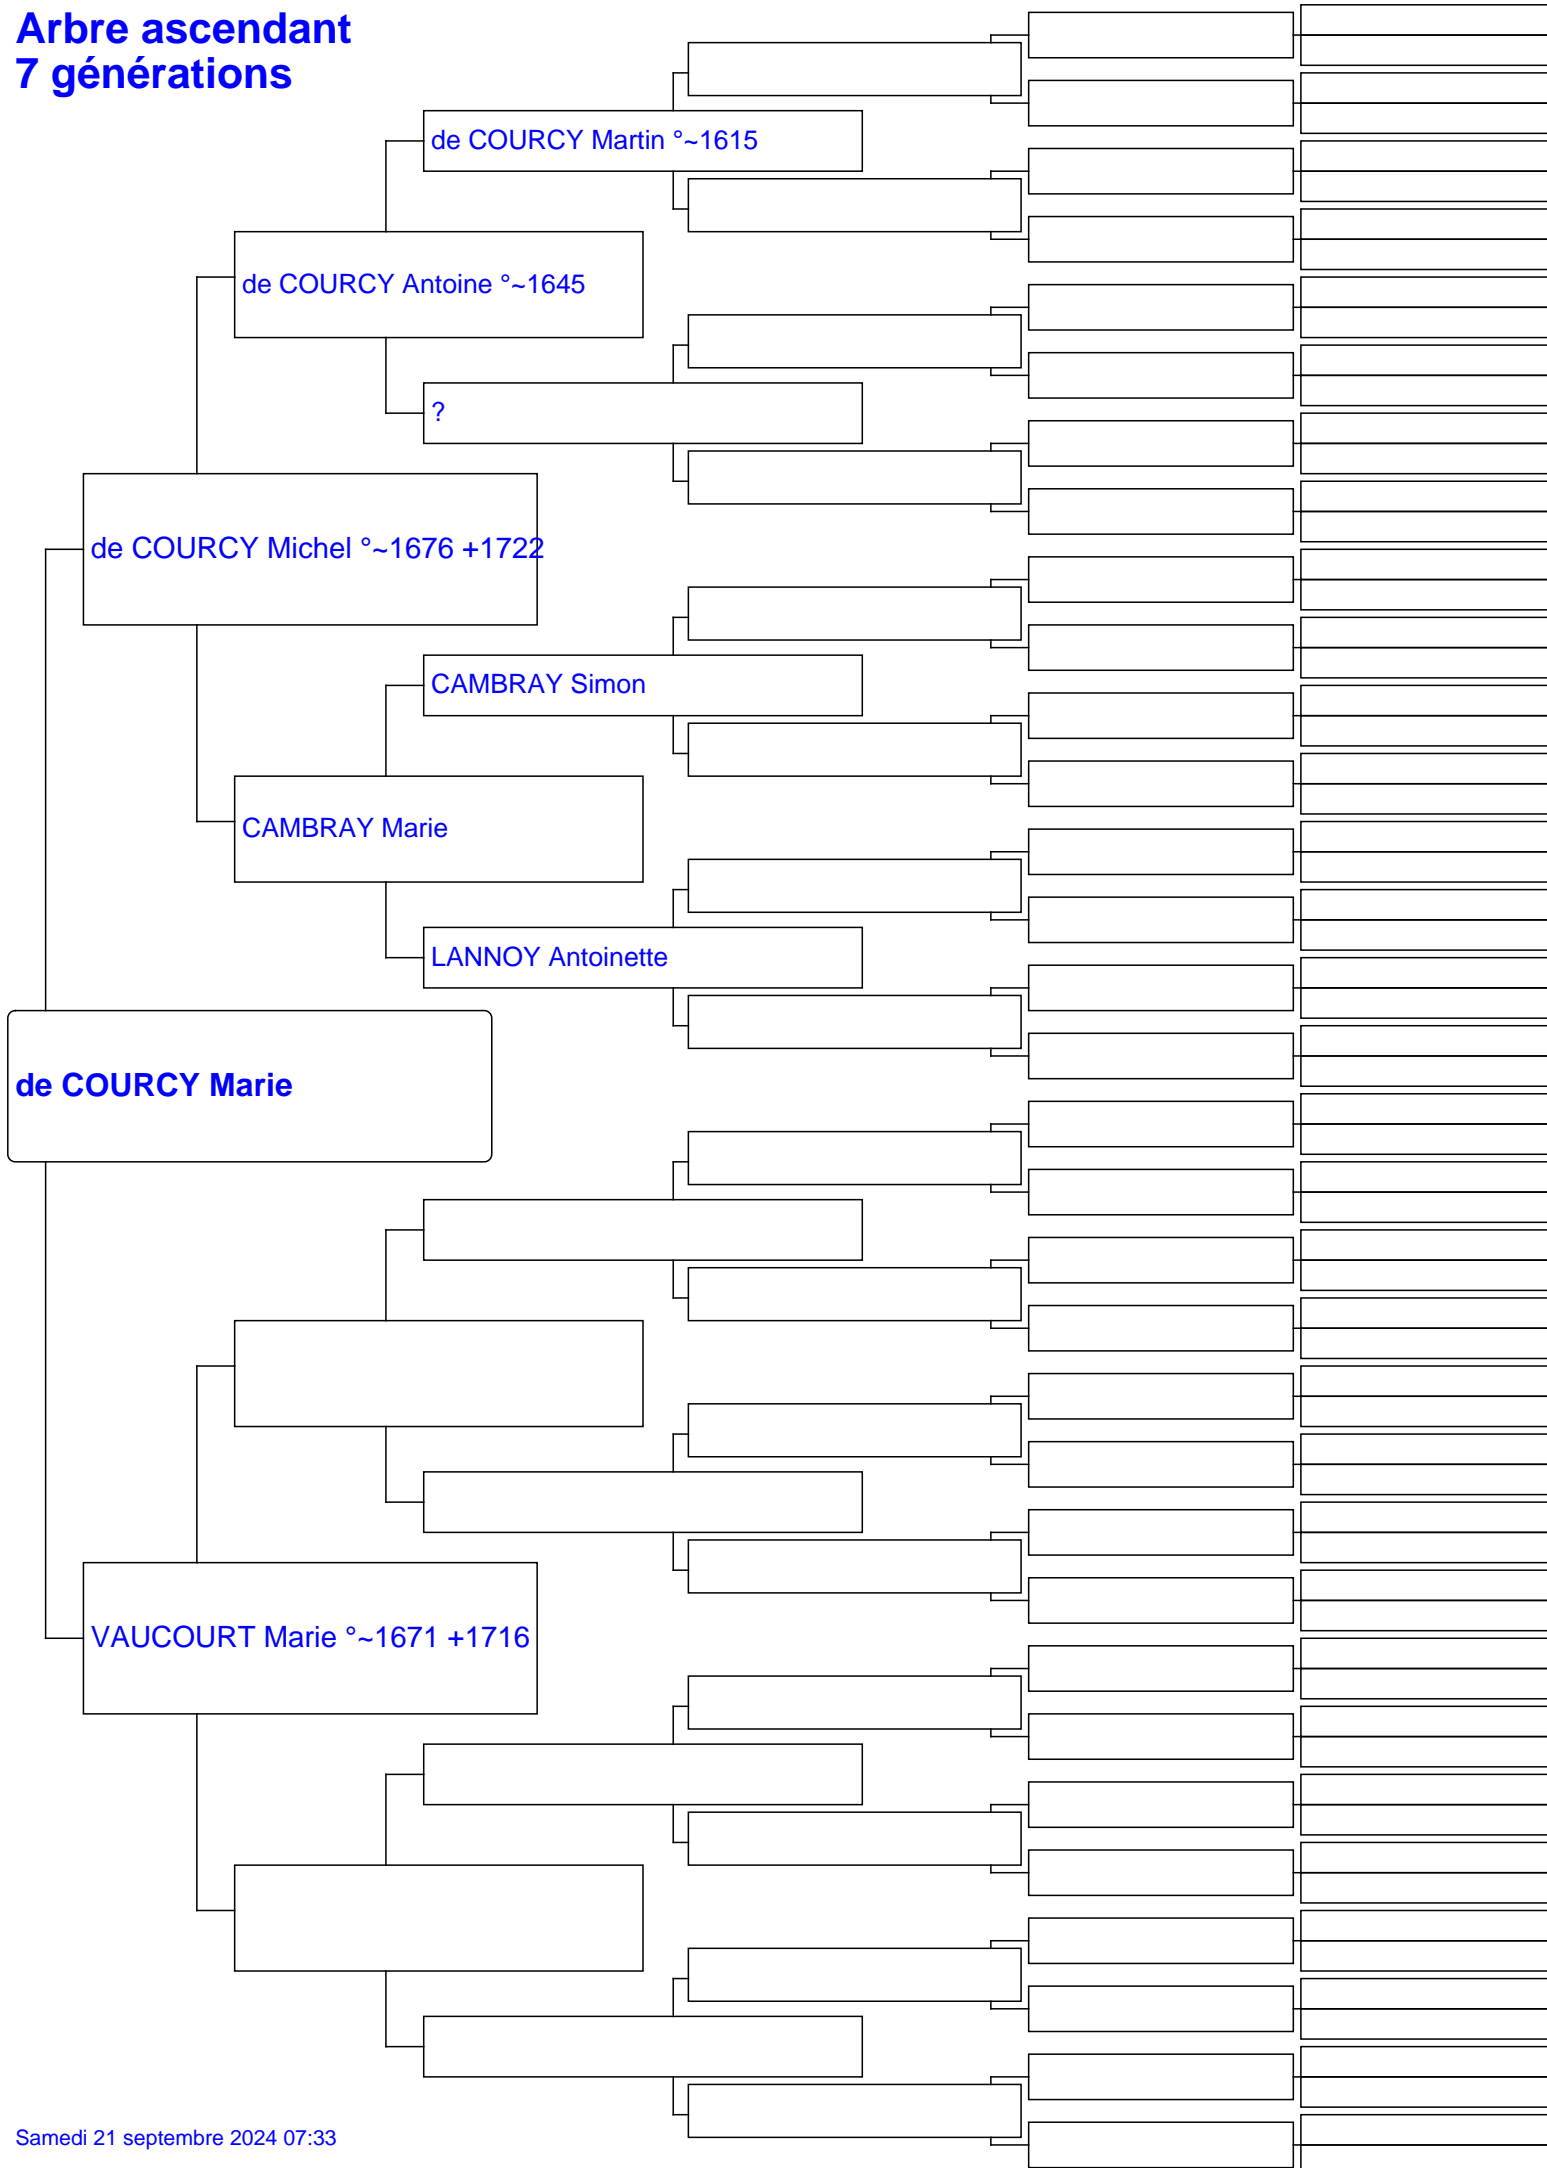 Arbre ascendant
7 générations
de COURCY Martin °~1615
de COURCY Antoine °~1645
?
de COURCY Michel °~1676 +1722
CAMBRAY Simon
CAMBRAY Marie
LANNOY Antoinette
de COURCY Marie
VAUCOURT Marie °~1671 +1716
Samedi 21 septembre 2024 07:33